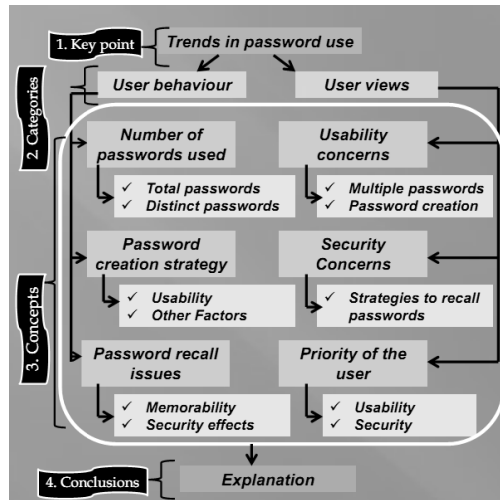 1. Key point
Trends in password use
2. Categories
User behaviour
User views
3. Concepts
Number of
passwords used
✓ Total passwords
✓ Distinct passwords
Usability
concerns
✓ Multiple passwords
✓ Password creation
Password
creation strategy
✓ Usability
✓ Other Factors
Security
Concerns
✓ Strategies to recall
passwords
Password recall
issues
✓ Memorability
✓ Security effects
Priority of the
user
✓ Usability
✓ Security
4. Conclusions
Explanation